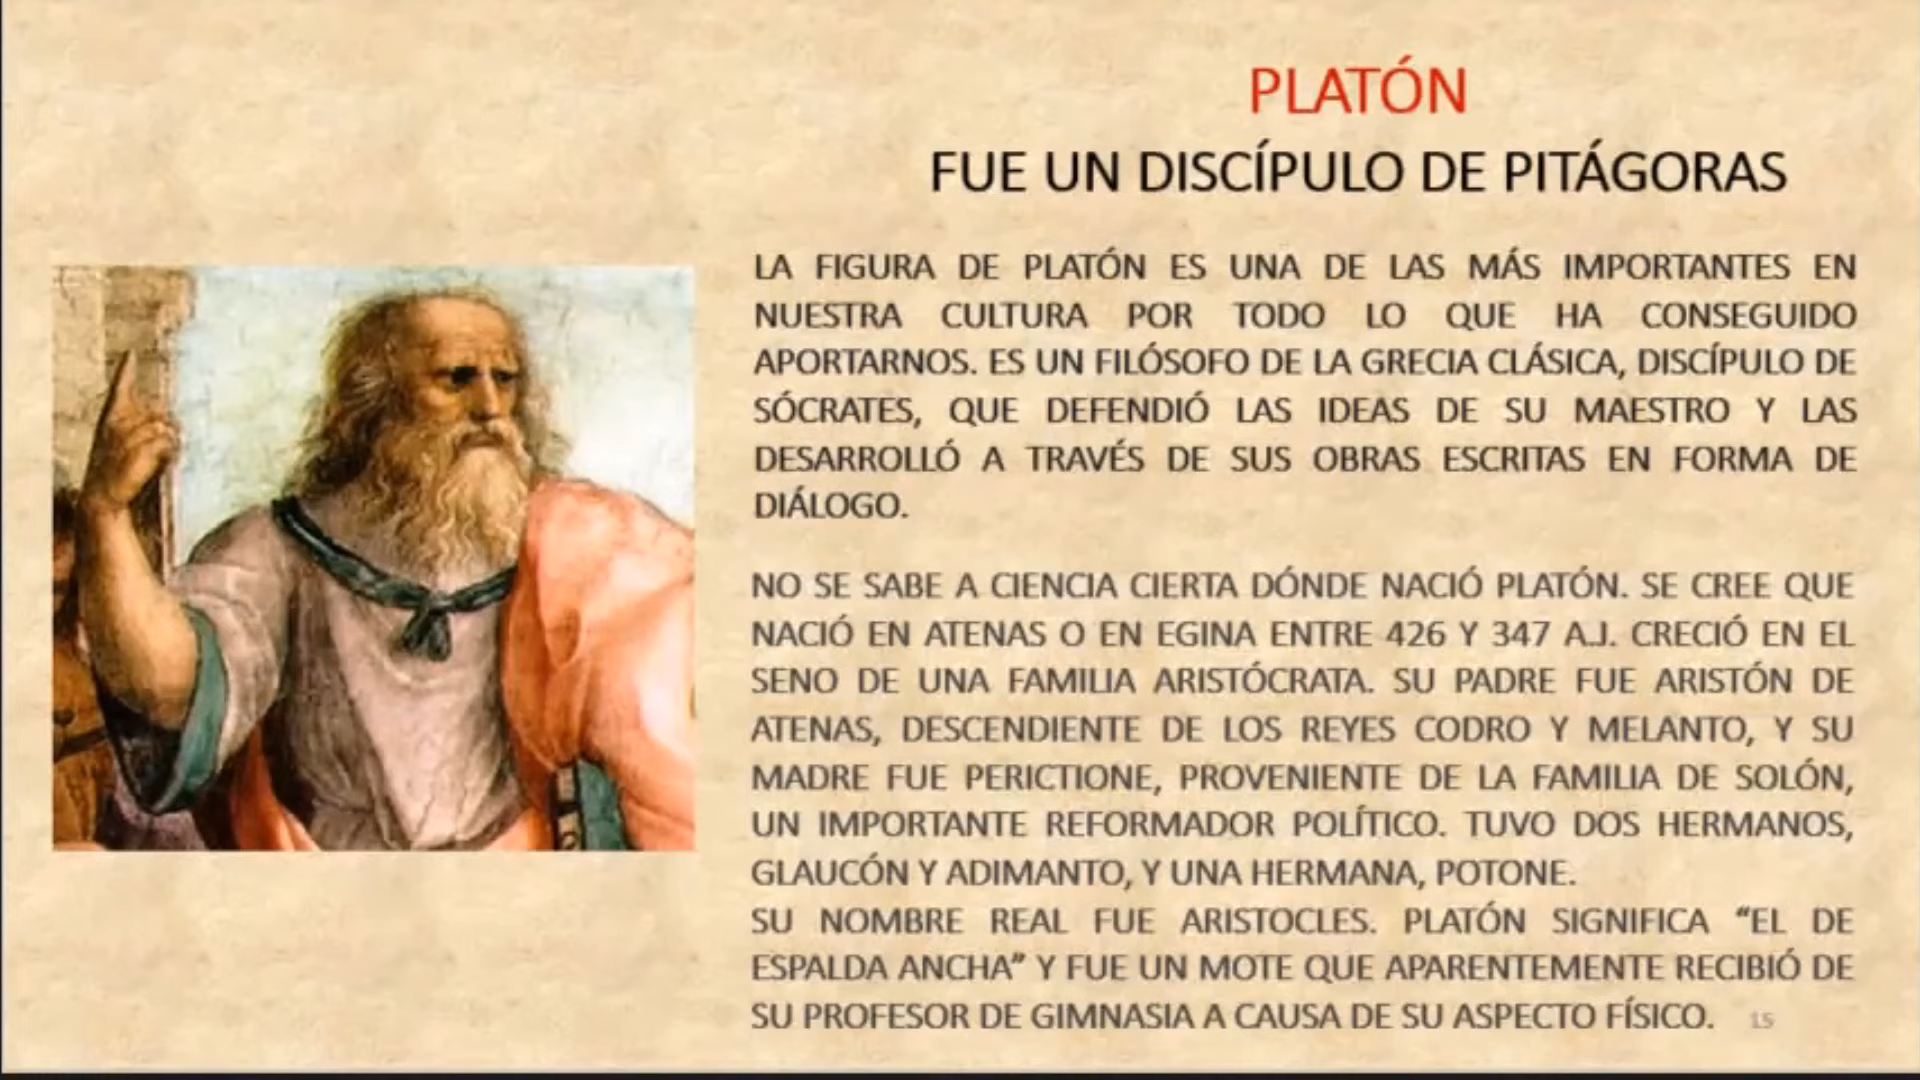 PLATÓN
FUE UN DISCÍPULO DE PITÁGORAS
LA FIGURA DE PLATÓN ES UNA DE LAS MÁS IMPORTANTES EN
NUESTRA CULTURA POR TODO LO QUE HA CONSEGUIDO
APORTARNOS. ES UN FILÓSOFO DE LA GRECIA CLÁSICA, DISCÍPULO DE
SÓCRATES, QUE DEFENDIÓ LAS IDEAS DE SU MAESTRO Y LAS
DESARROLLÓ A TRAVÉS DE SUS OBRAS ESCRITAS EN FORMA DE
DIÁLOGO.
NO SE SABE A CIENCIA CIERTA DÓNDE NACIÓ PLATÓN. SE CREE QUE
NACIÓ EN ATENAS O EN EGINA ENTRE 426 Y 347 A.J. CRECIÓ EN EL
SENO DE UNA FAMILIA ARISTÓCRATA. SU PADRE FUE ARISTÓN DE
ATENAS, DESCENDIENTE DE LOS REYES CODRO Y MELANTO, Y SU
MADRE FUE PERICTIONE, PROVENIENTE DE LA FAMILIA DE SOLÓN,
UN IMPORTANTE REFORMADOR POLÍTICO. TUVO DOS HERMANOS,
GLAUCÓN Y ADIMANTO, Y UNA HERMANA, POTONE.
SU NOMBRE REAL FUE ARISTOCLES. PLATÓN SIGNIFICA “EL DE
ESPALDA ANCHA” Y FUE UN MOTE QUE APARENTEMENTE RECIBIÓ DE
SU PROFESOR DE GIMNASIA A CAUSA DE SU ASPECTO FÍSICO.
15